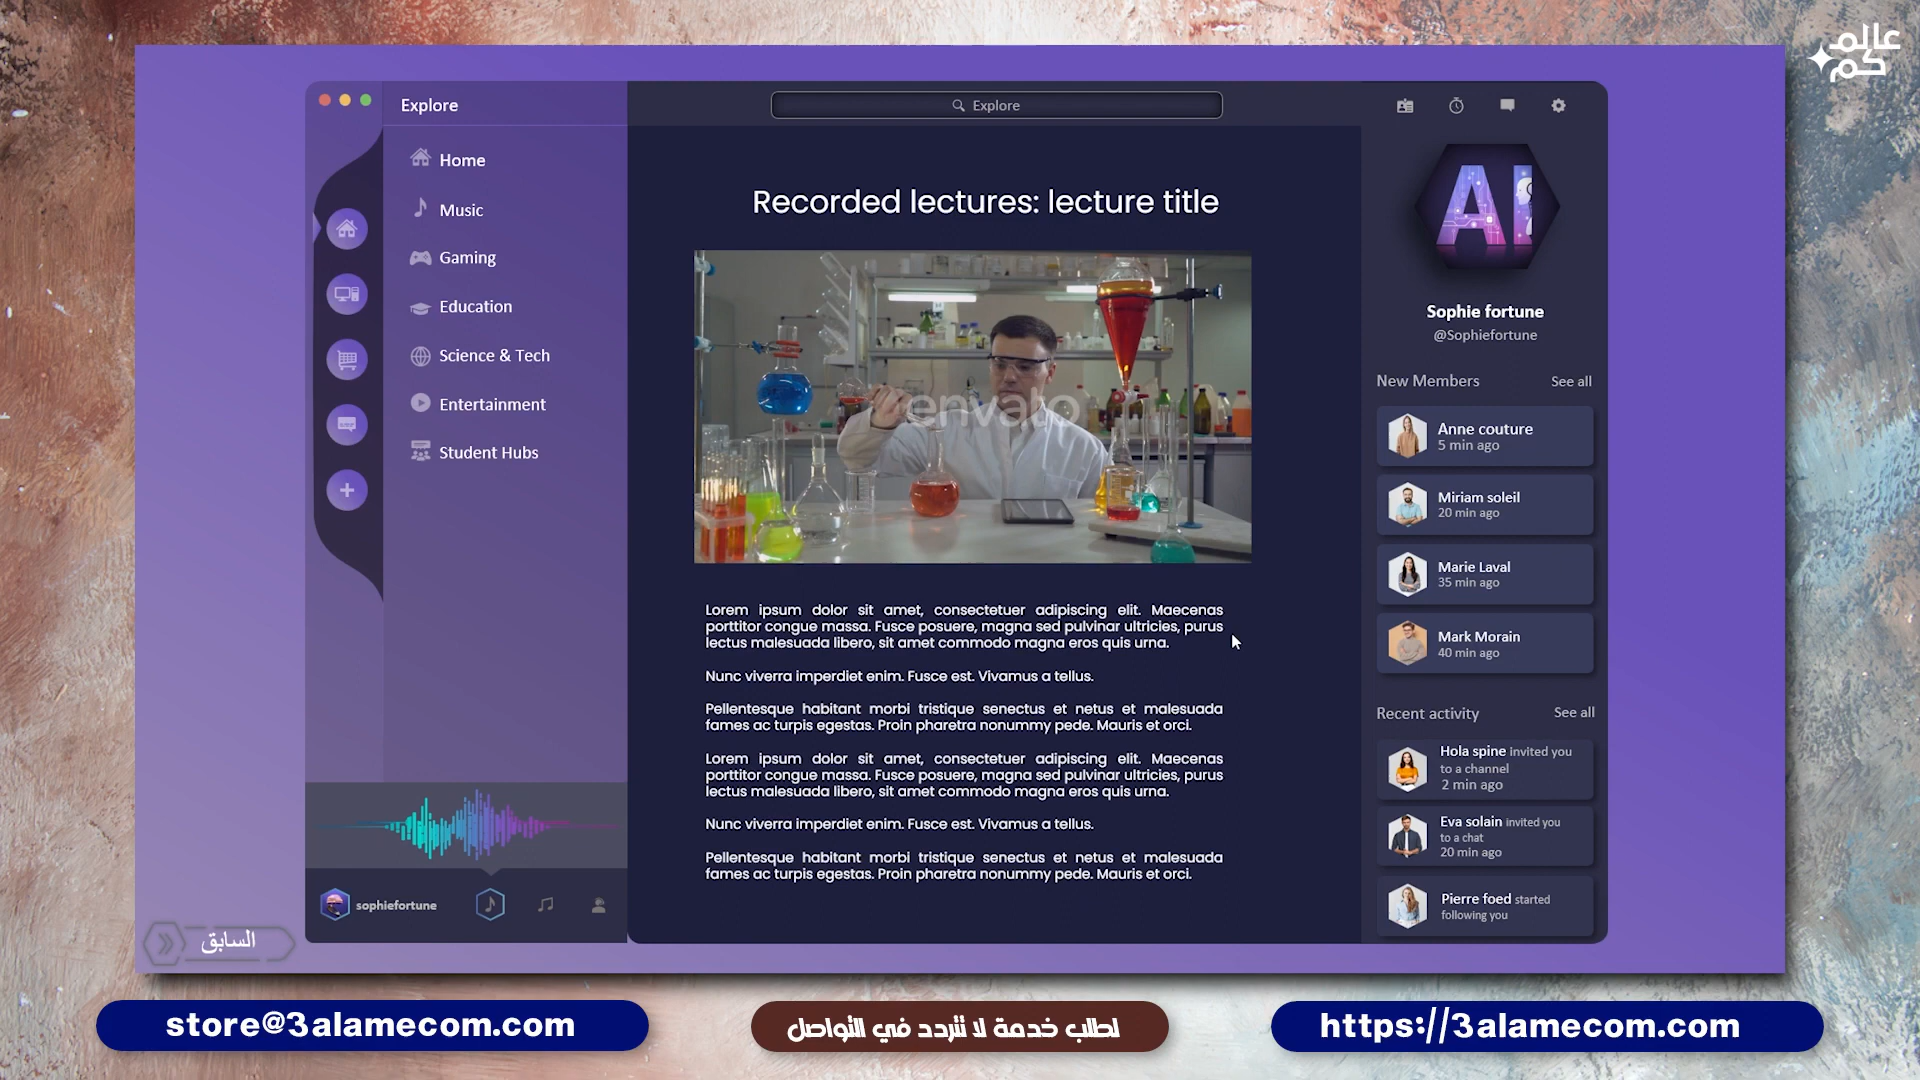 عالم
كم
Explore
Explore
Home
Music
Gaming
Education
Science & Tech
Entertainment
Student Hubs
sophiefortune
السابق
Recorded lectures: lecture title
envato
Lorem ipsum dolor sit amet, consectetuer adipiscing elit. Maecenas
porttitor congue massa. Fusce posuere, magna sed pulvinar ultricies, purus
lectus malesuada libero, sit amet commodo magna eros quis urna.
Nunc viverra imperdiet enim. Fusce est. Vivamus a tellus.
Pellentesque habitant morbi tristique senectus et netus et malesuada
fames ac turpis egestas. Proin pharetra nonummy pede. Mauris et orci.
Lorem ipsum dolor sit amet, consectetuer adipiscing elit. Maecenas
porttitor congue massa. Fusce posuere, magna sed pulvinar ultricies, purus
lectus malesuada libero, sit amet commodo magna eros quis urna.
Nunc viverra imperdiet enim. Fusce est. Vivamus a tellus.
Pellentesque habitant morbi tristique senectus et netus et malesuada
fames ac turpis egestas. Proin pharetra nonummy pede. Mauris et orci.
AI
Sophie fortune
@Sophiefortune
New Members See all
Anne couture
5 min ago
Miriam soleil
20 min ago
Marie Laval
35 min ago
Mark Morain
40 min ago
Recent activity See all
Hola spine invited you
to a channel
2 min ago
Eva solain invited you
to a chat
20 min ago
Pierre foed started
following you
store@3alamecom.com
لطلب خدمة لا تتردد في التواصل
https://3alamecom.com